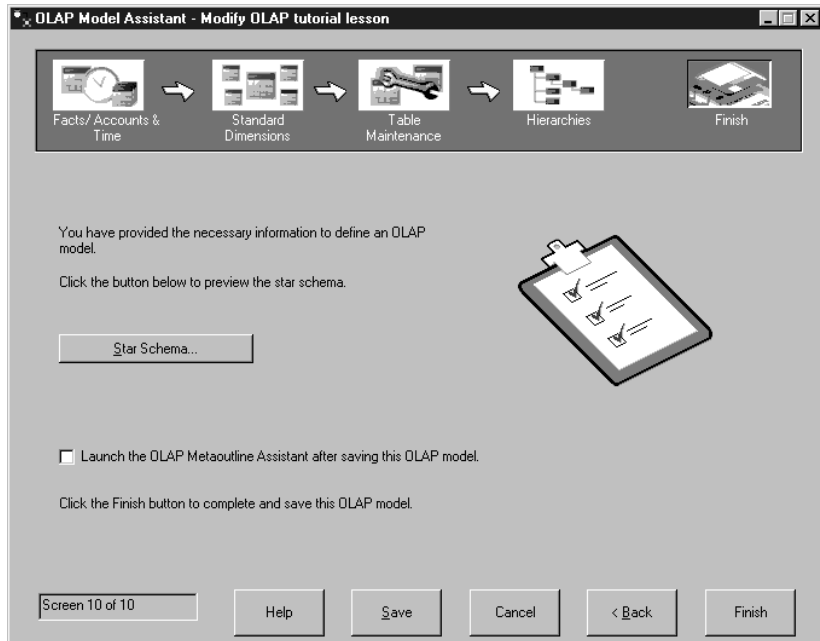 OLAP Model Assistant - Modify OLAP tutorial lesson
Facts/Accounts &
Time
Standard
Dimensions
Table
Maintenance
Hierarchies
Finish
You have provided the necessary information to define an OLAP
model.
Click the button below to preview the star schema.
Star Schema...
Launch the OLAP Metaoutline Assistant after saving this OLAP model.
Click the Finish button to complete and save this OLAP model.
Screen 10 of 10
Help
Save
Cancel
< Back
Finish